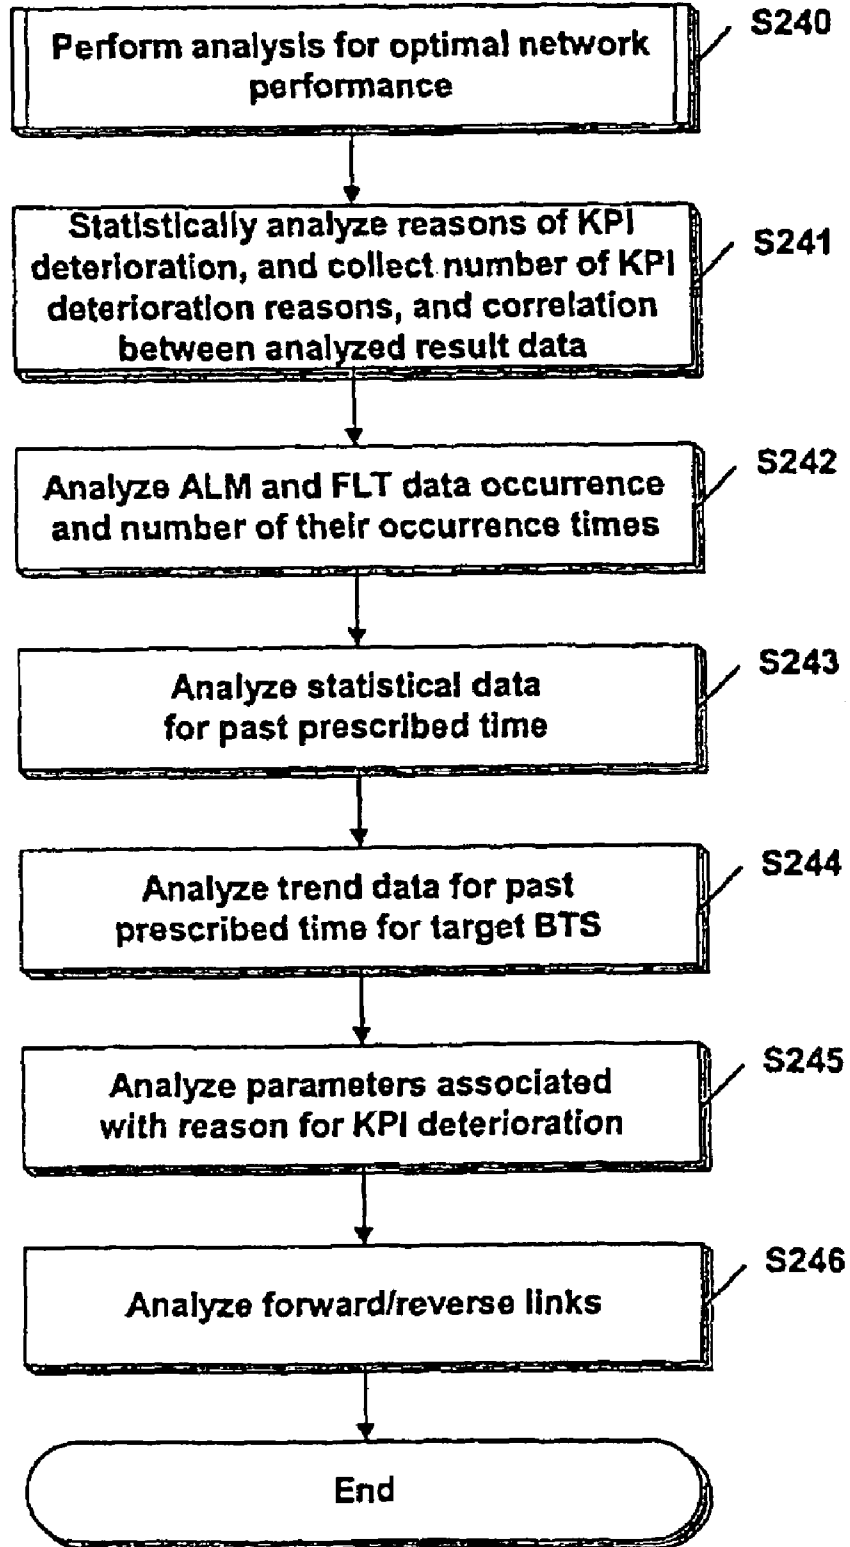 Perform analysis for optimal network
performance
S240
Statistically analyze reasons of KPI
deterioration, and collect number of KPI
deterioration reasons, and correlation
between analyzed result data
S241
Analyze ALM and FLT data occurrence
and number of their occurrence times
S242
Analyze statistical data
for past prescribed time
S243
Analyze trend data for past
prescribed time for target BTS
S244
Analyze parameters associated
with reason for KPI deterioration
S245
Analyze forward/reverse links
S246
End